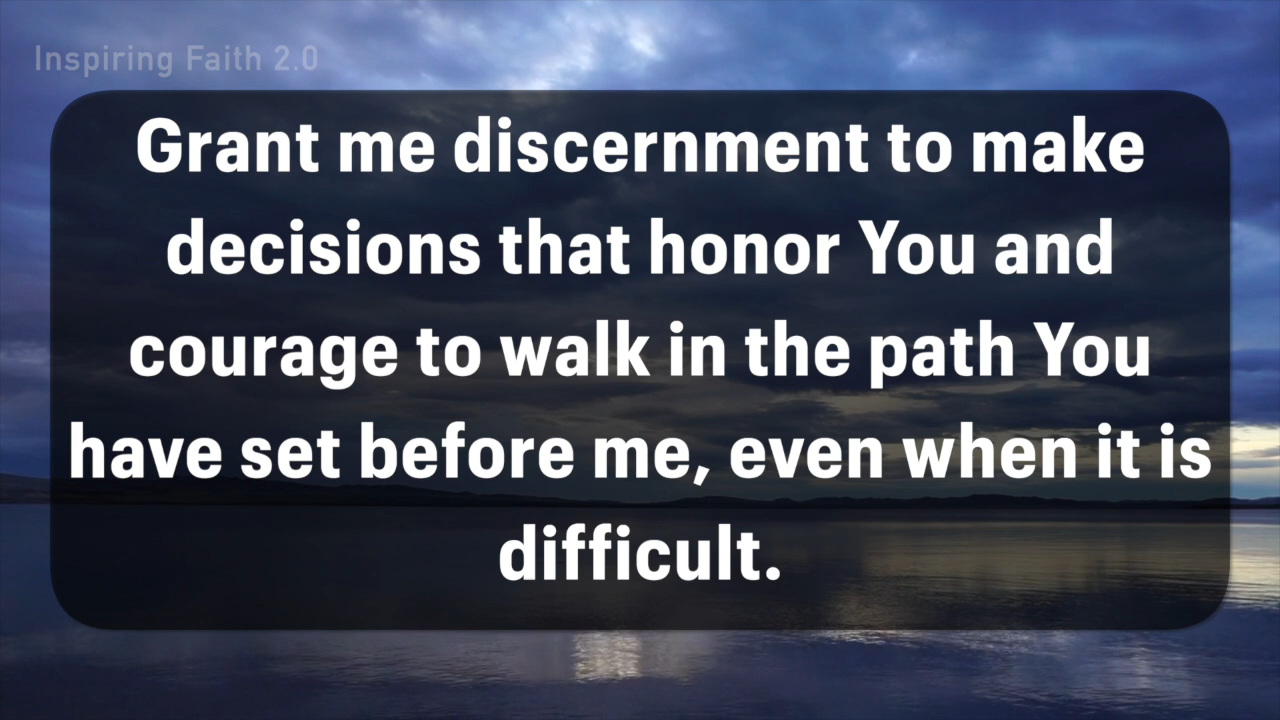 Inspiring Faith 2.0
Grant me discernment to make
decisions that honor You and
courage to walk in the path You
have set before me, even when it is
difficult.